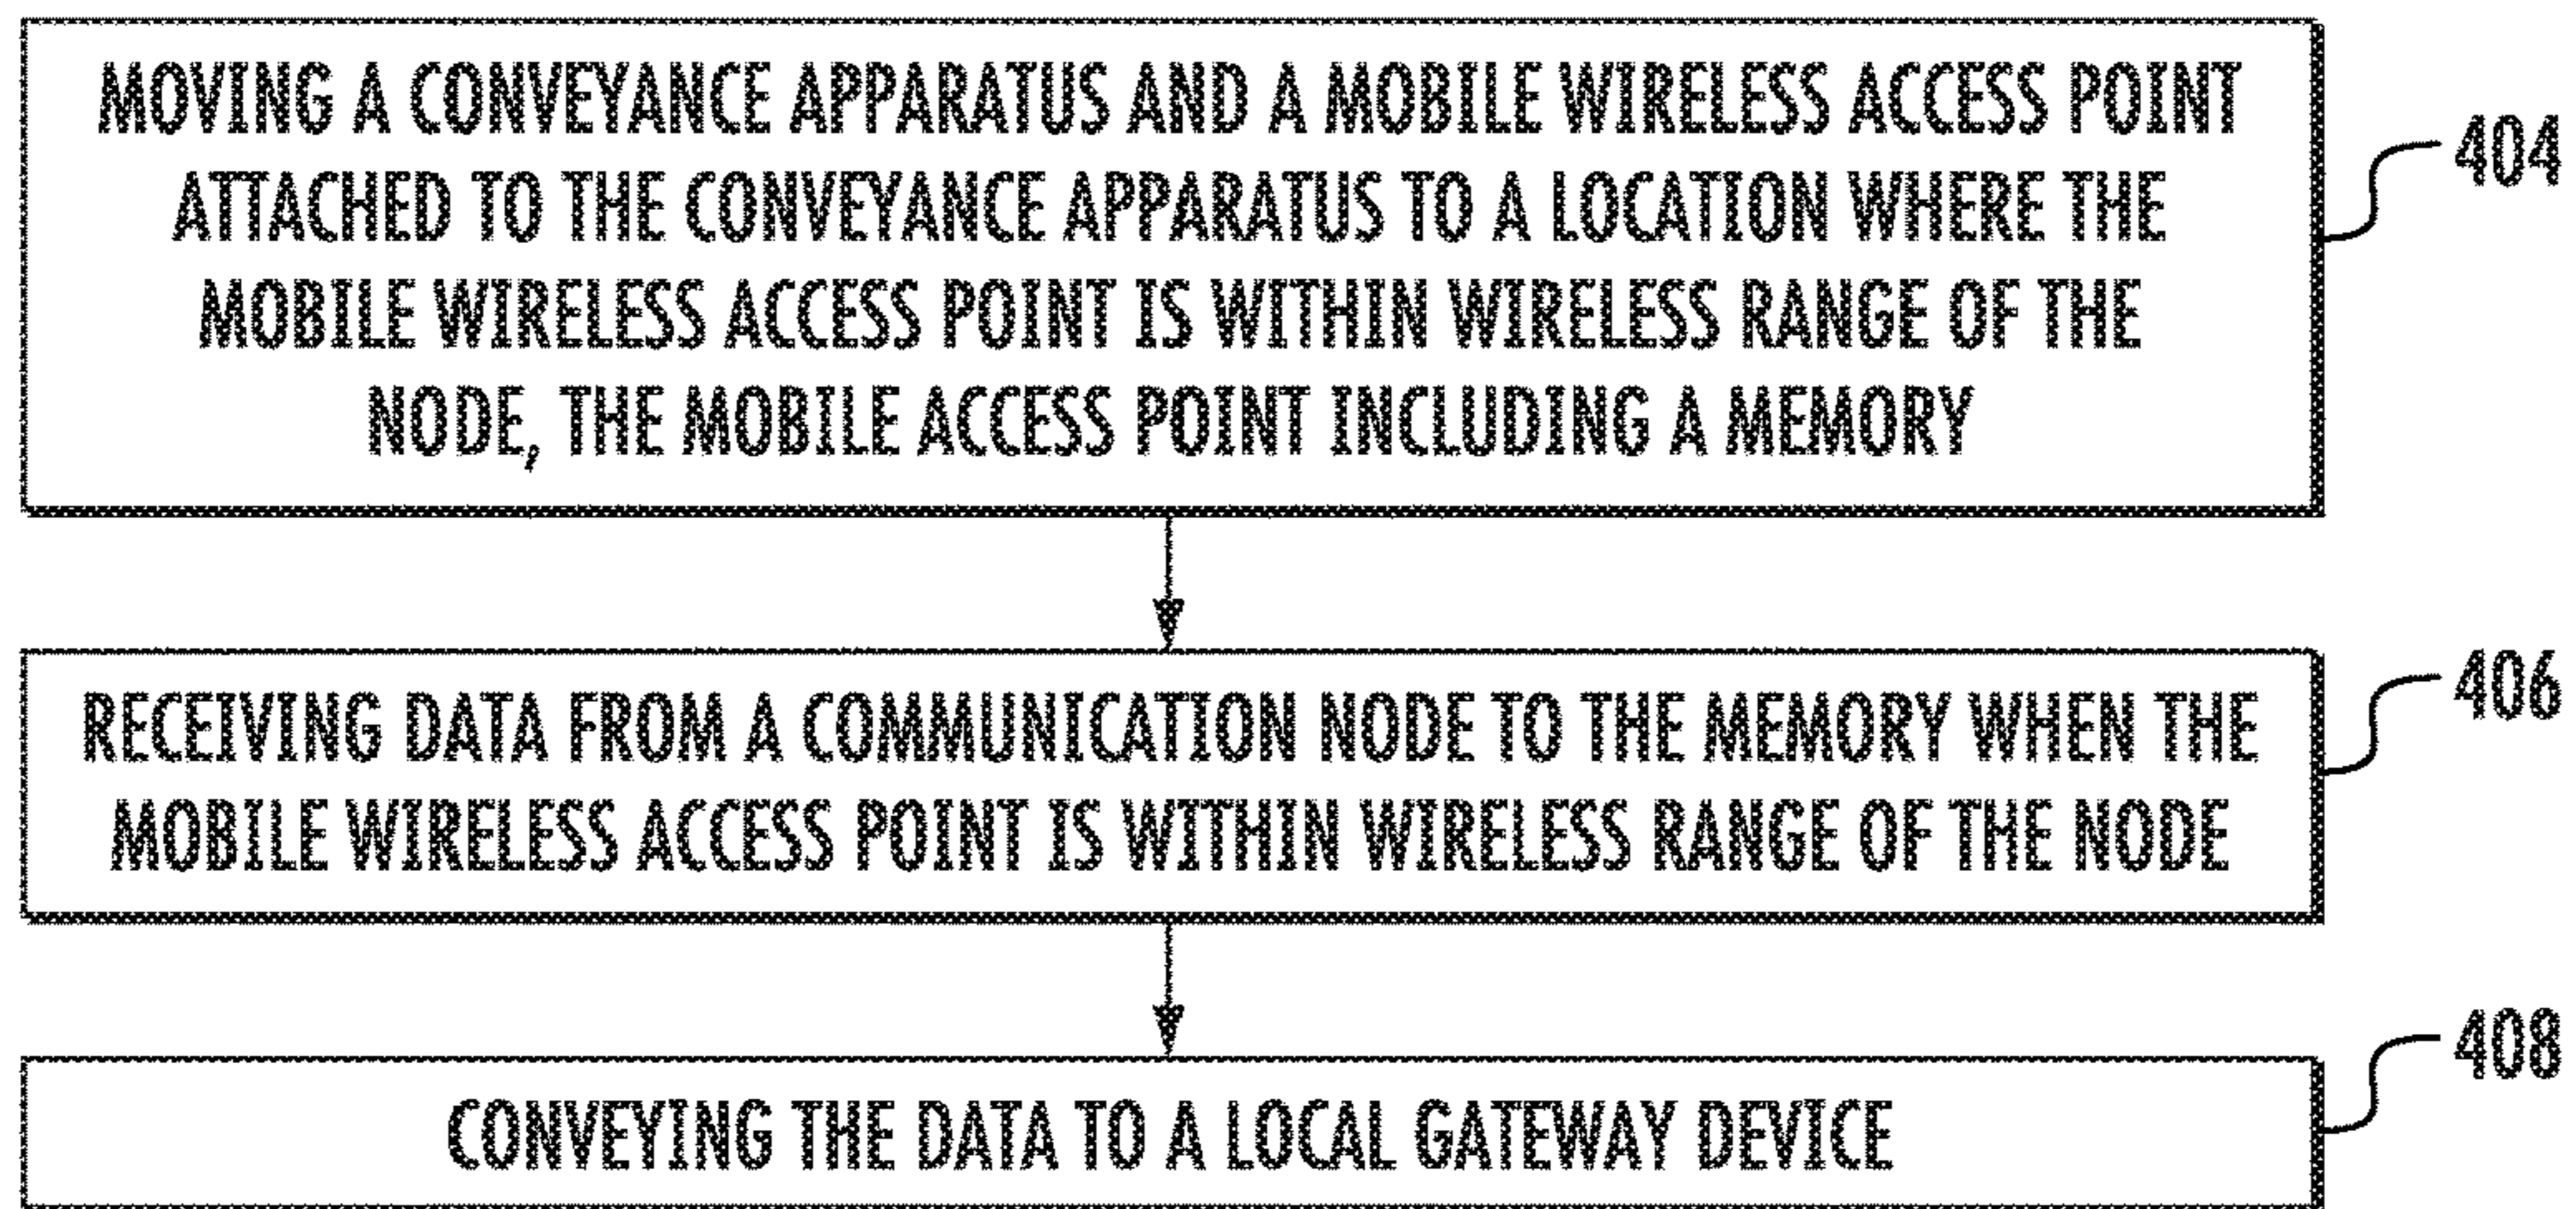 MOVING A CONVEYANCE APPARATUS AND A MOBILE WIRELESS ACCESS POINT
ATTACHED TO THE CONVEYANCE APPARATUS TO A LOCATION WHERE THE
MOBILE WIRELESS ACCESS POINT IS WITHIN WIRELESS RANGE OF THE
NODE, THE MOBILE ACCESS POINT INCLUDING A MEMORY
404
RECEIVING DATA FROM A COMMUNICATION NODE TO THE MEMORY WHEN THE
MOBILE WIRELESS ACCESS POINT IS WITHIN WIRELESS RANGE OF THE NODE
406
CONVEYING THE DATA TO A LOCAL GATEWAY DEVICE
408